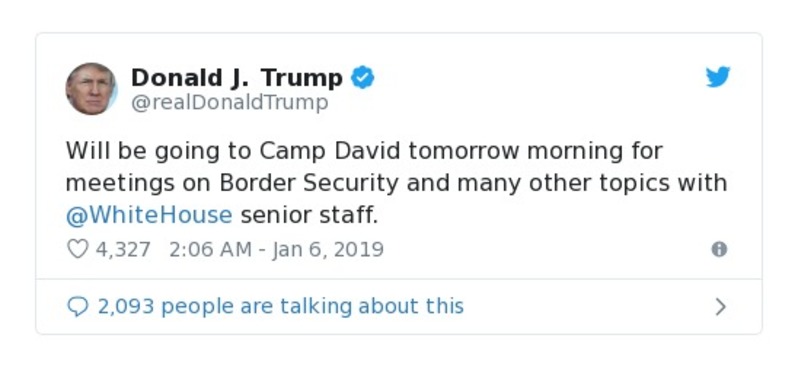 Donald J. Trump
@realDonaldTrump
Will be going to Camp David tomorrow morning for
meetings on Border Security and many other topics with
@WhiteHouse senior staff.
4,327 2:06 AM - Jan 6, 2019
2,093 people are talking about this